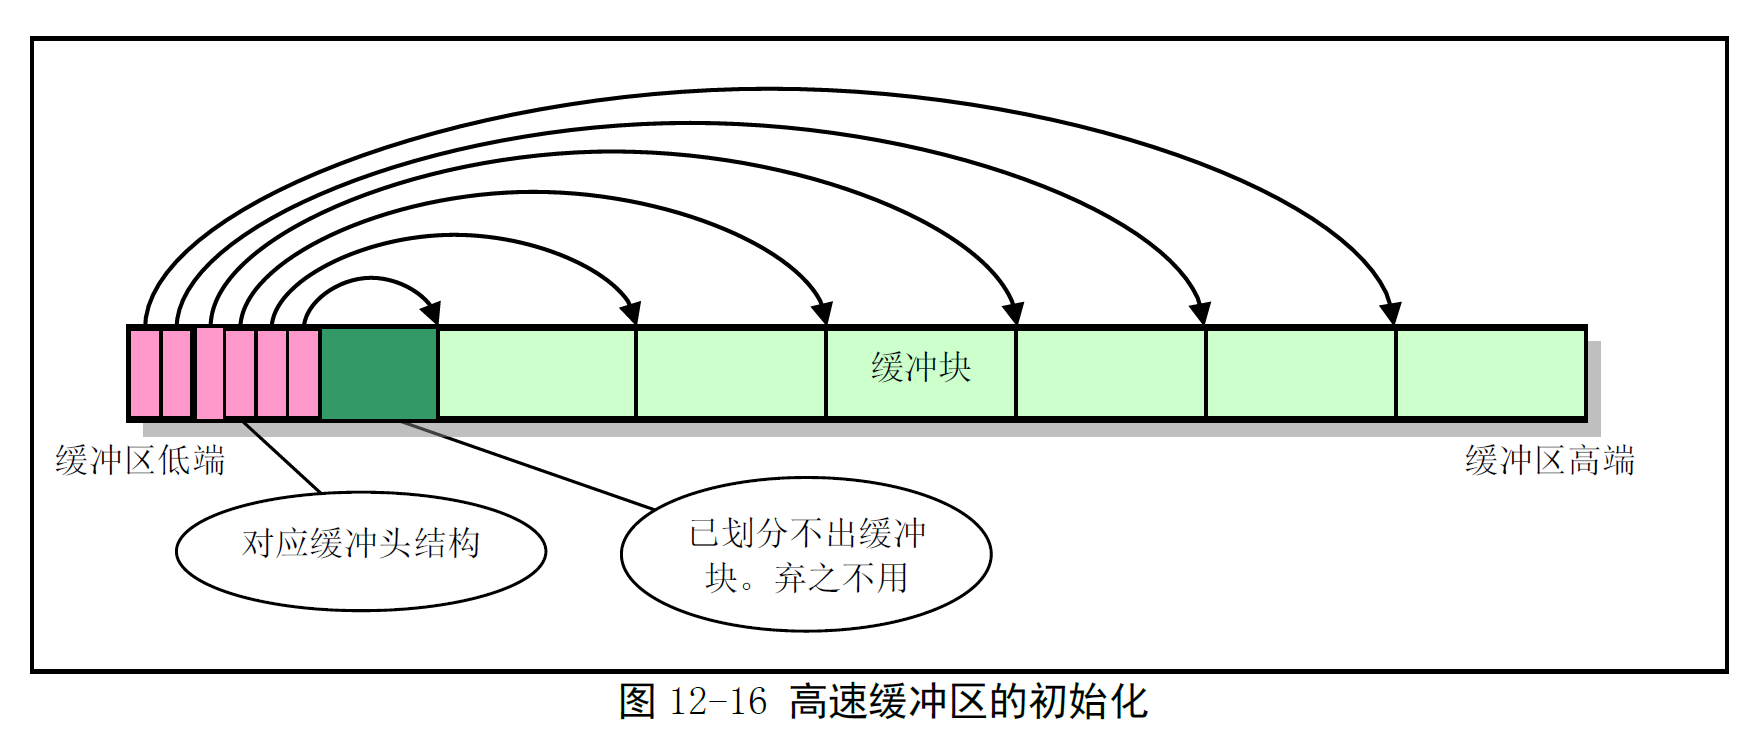 缓冲块
缓冲区低端
缓冲区高端
对应缓冲头结构
已划分不出缓冲
块。弃之不用
图 12-16 高速缓冲区的初始化